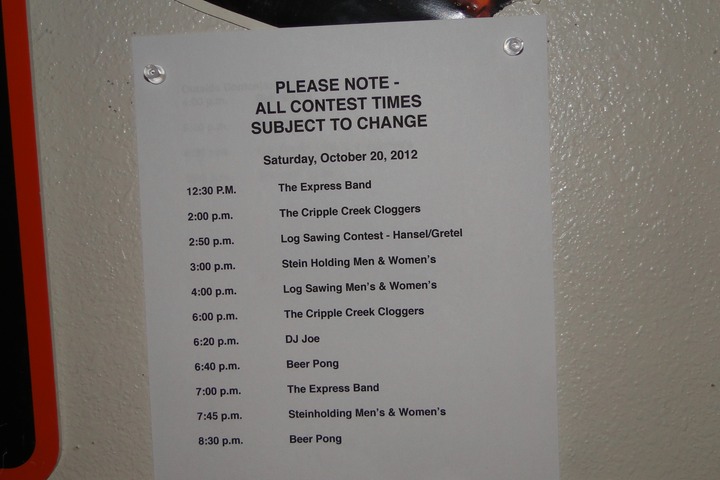 PLEASE NOTE -
ALL CONTEST TIMES
SUBJECT TO CHANGE
Saturday, October 20, 2012
12:30 P.M. The Express Band
2:00 p.m. The Cripple Creek Cloggers
2:50 p.m. Log Sawing Contest - Hansel/Gretel
3:00 p.m. Stein Holding Men & Women's
4:00 p.m. Log Sawing Men's & Women's
6:00 p.m. The Cripple Creek Cloggers
6:20 p.m. DJ Joe
6:40 p.m. Beer Pong
7:00 p.m. The Express Band
7:45 p.m. Steinholding Men's & Women's
8:30 p.m. Beer Pong